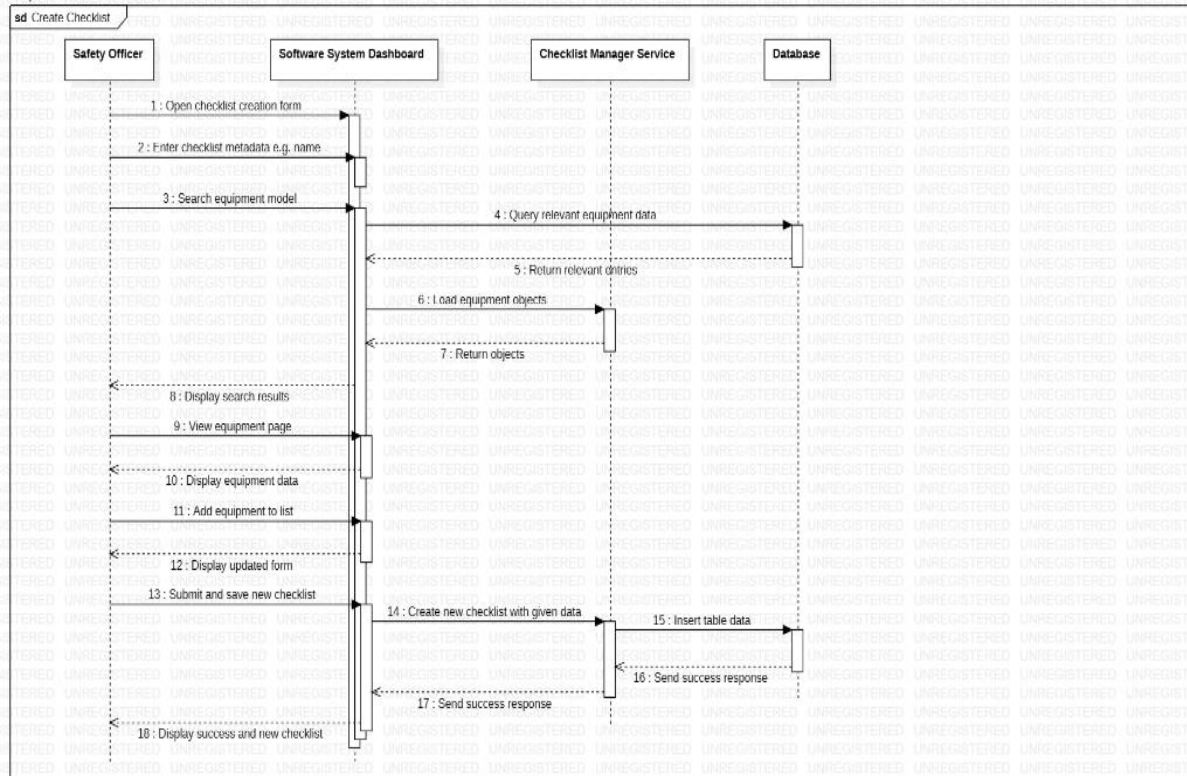 sd Create Checklist
Safety Officer
Software System Dashboard
Checklist Manager Service
Database
1 : Open checklist creation form
2 : Enter checklist metadata e.g. name
3 : Search equipment model
4 : Query relevant equipment data
5 : Return relevant entries
6 : Load equipment objects
7 : Return objects
8 : Display search results
9 : View equipment page
10 : Display equipment data
11 : Add equipment to list
12 : Display updated form
13 : Submit and save new checklist
14 : Create new checklist with given data
15 : Insert table data
16 : Send success response
17 : Send success response
18 : Display success and new checklist
UNREGISTERED